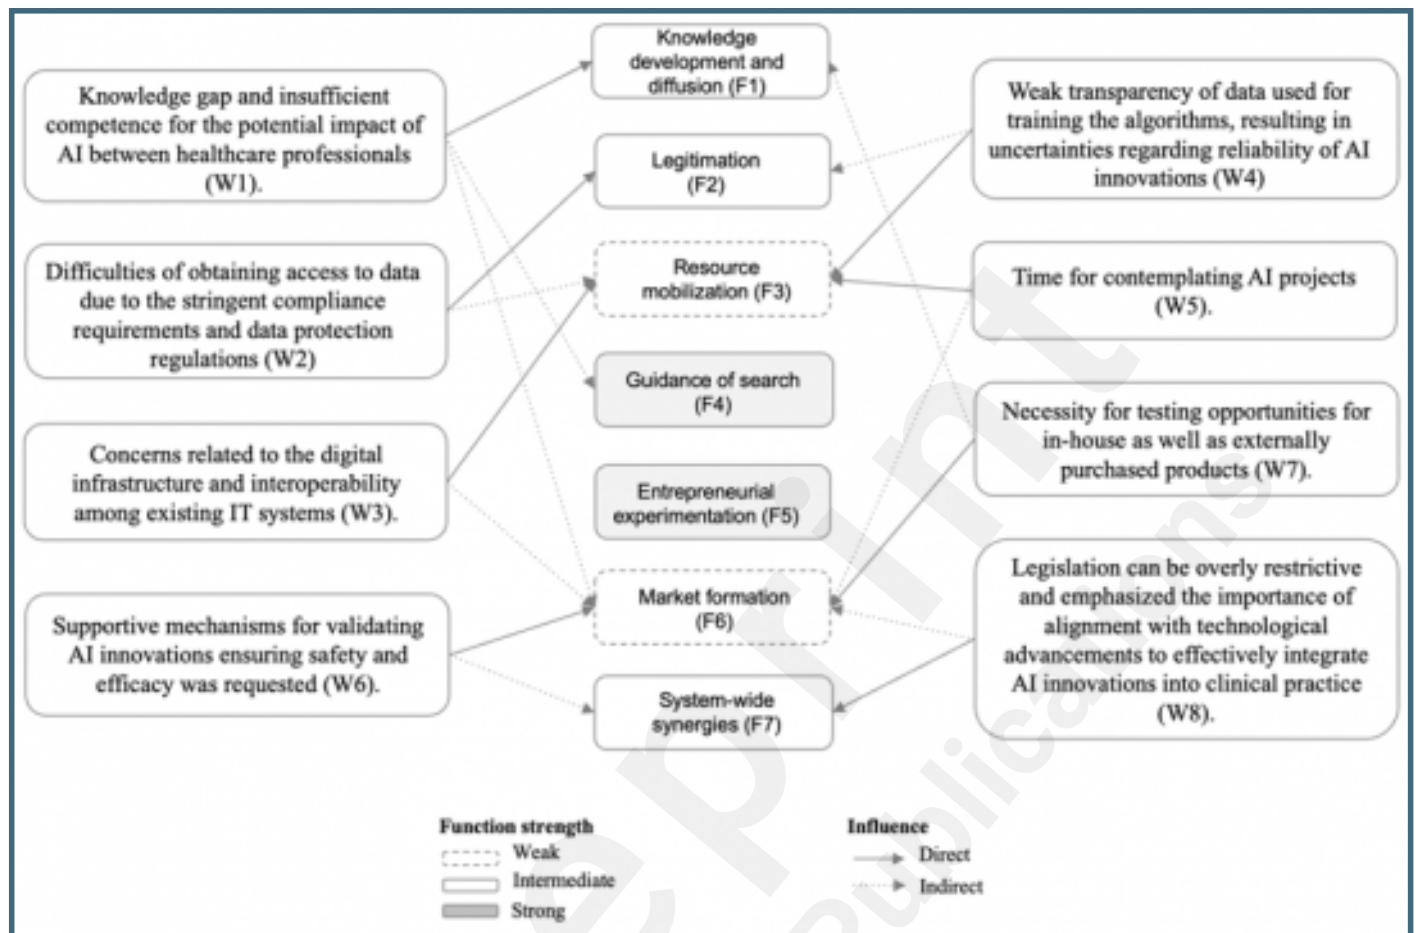 Knowledge
development and
diffusion (F1)
Legitimation
(F2)
Resource
mobilization (F3)
Guidance of search
(F4)
Entrepreneurial
experimentation (F5)
Market formation
(F6)
System-wide
synergies (F7)
Knowledge gap and insufficient
competence for the potential impact of
AI between healthcare professionals
(W1).
Difficulties of obtaining access to data
due to the stringent compliance
requirements and data protection
regulations (W2)
Concerns related to the digital
infrastructure and interoperability
among existing IT systems (W3).
Supportive mechanisms for validating
AI innovations ensuring safety and
efficacy was requested (W6).
Weak transparency of data used for
training the algorithms, resulting in
uncertainties regarding reliability of AI
innovations (W4)
Time for contemplating AI projects
(W5).
Necessity for testing opportunities for
in-house as well as externally
purchased products (W7).
Legislation can be overly restrictive
and emphasized the importance of
alignment with technological
advancements to effectively integrate
AI innovations into clinical practice
(W8).
Function strength
Weak
Intermediate
Strong
Influence
Direct
Indirect
eprint
Publications